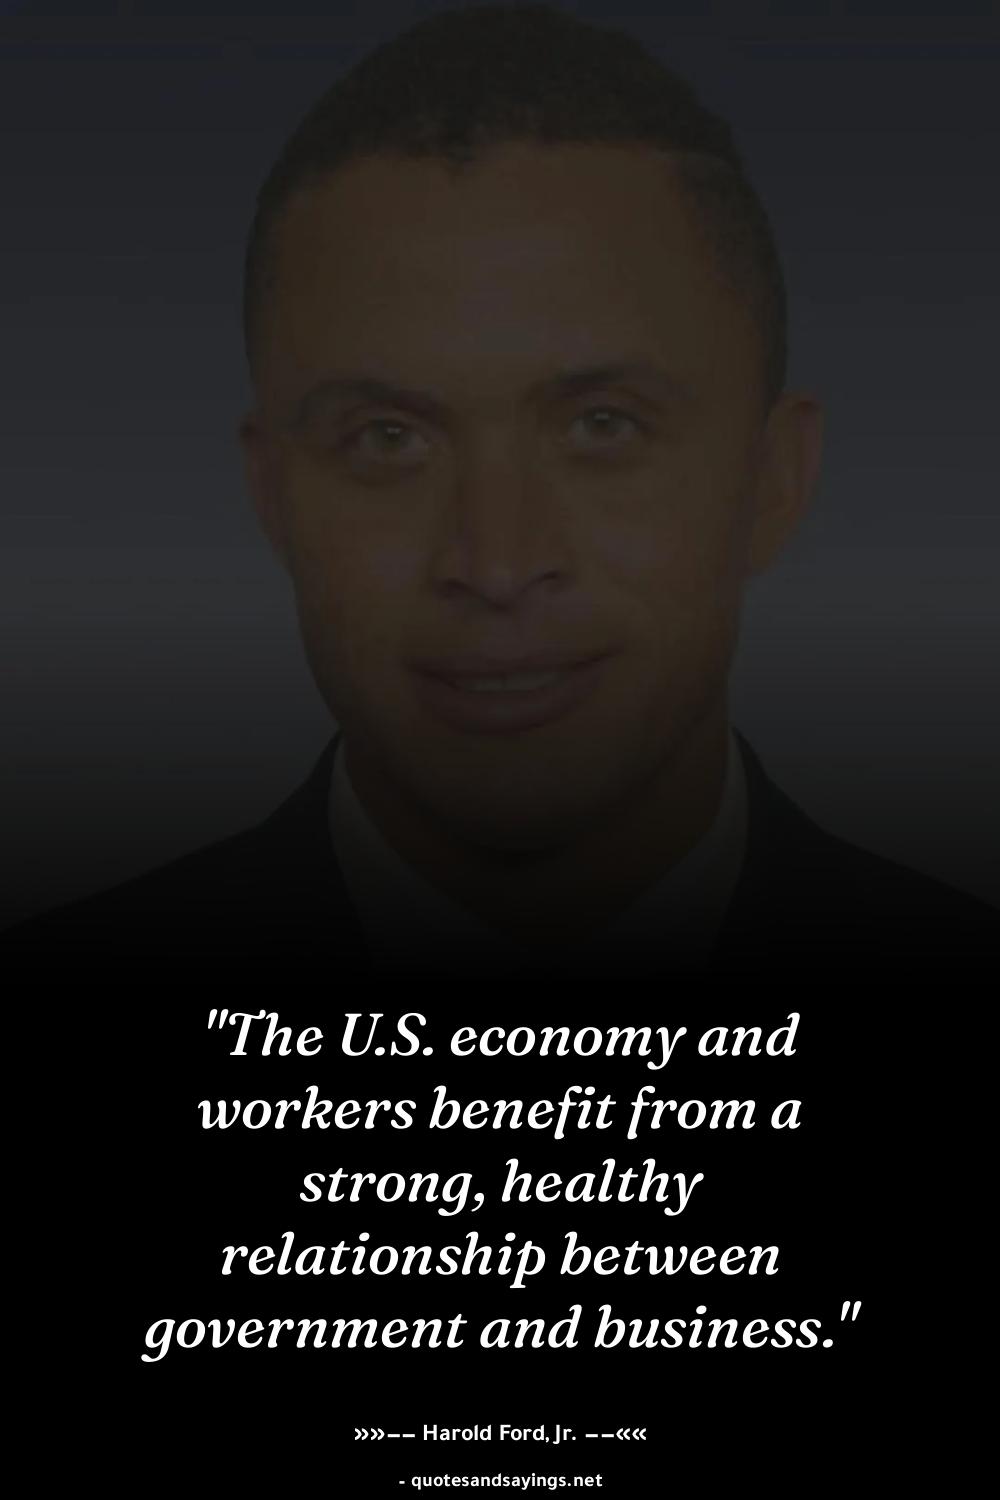 "The U.S. economy and
workers benefit from a
strong, healthy
relationship between
government and business."
»»−− Harold Ford, Jr. −−««
- quotesandsayings.net